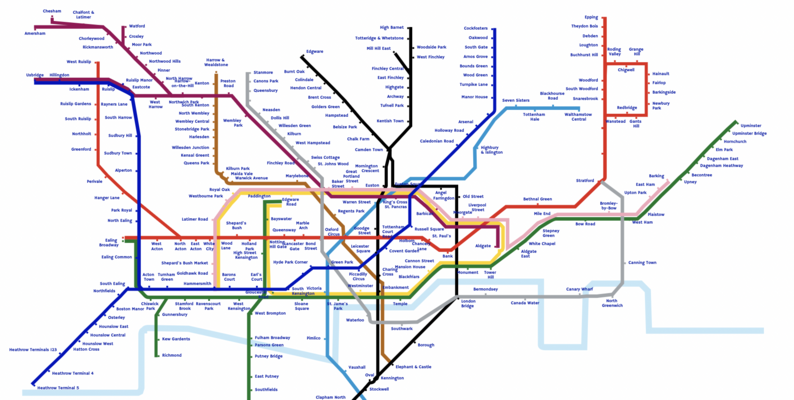 Chesham
Chalfont &
Latimer
Amersham
Chorleywood
Rickmansworth
Watford
Croxley
Moor Park
Northwood
Northwood Hills
Pinner
North Harrow
Harrow-
on-the-Hill
Northwick Park
Preston
Road
Wembley
Park
Uxbridge
Hillingdon
Ickenham
Ruislip
Ruislip Manor
Eastcote
West Ruislip
Ruislip Gardens
South Ruislip
Northolt
Greenford
Perivale
Hanger Lane
Rayners Lane
West
Harrow
South Harrow
Sudbury Hill
Sudbury Town
Alperton
Park Royal
North Ealing
Ealing
Broadway
Ealing Common
West
Acton
North
Acton
East
Acton
White
City
South Ealing
Northfields
Boston Manor
Osterley
Hounslow East
Hounslow Central
Hounslow West
Hatton Cross
Heathrow Terminals 123
Heathrow Terminal 4
Heathrow Terminal 5
Acton
Town
Chiswick
Park
Turnham
Green
Stamford
Brook
Ravenscourt
Park
Gunnersbury
Kew Gardens
Richmond
Harrow &
Wealdstone
Kenton
South Kenton
North Wembley
Wembley Central
Stonebridge Park
Harlesden
Willesden Junction
Kensal Green
Queens Park
Kilburn Park
Maida Vale
Warwick Avenue
Paddington
Royal Oak
Westbourne Park
Latimer Road
Shepard's
Bush
Shepard's Bush Market
Goldhawk Road
Hammersmith
Barons
Court
Wood
Lane
Holland
Park
High Street
Kensington
Notting
Hill Gate
Earl's
Court
West
Kensington
West Brompton
Fulham Broadway
Parsons Green
Putney Bridge
East Putney
Southfields
Stanmore
Canons Park
Queensbury
Neasden
Dollis Hill
Willesden Green
Kilburn
West Hampstead
Finchley Road
Swiss Cottage
St. Johns Wood
Baker
Street
Marylebone
Edgware
Road
Bayswater
Queensway
Marble
Arch
Lancaster
Gate
Bond
Street
Hyde Park Corner
South
Kensington
Victoria
Sloane
Square
St. Jame's
Park
Edgware
Burnt Oak
Colindale
Hendon Central
Brent Cross
Golders Green
Hampstead
Belsize Park
Chalk Farm
Camden
Town
Mornington
Crescent
High Barnet
Totteridge & Whetstone
Woodside Park
Mill Hill East
West Finchley
Finchley Central
East Finchley
Highgate
Archway
Tufnell Park
Kentish Town
Great
Portland
Street
Euston
Warren Street
Regents Park
Oxford
Circus
Goodge
Street
Tottenham
Court
Leicester
Square
Green Park
Piccadilly
Circus
Westminster
Charing
Cross
Embankment
Covent Garden
Russell Square
King's Cross
St. Pancras
Cockfosters
Oakwood
South Gate
Arnos Grove
Bounds Green
Wood Green
Turnpike Lane
Manor House
Arsenal
Holloway Road
Caledonian Road
Highbury
& Islington
Seven Sisters
Tottenham
Hale
Blackhorse
Road
Walthamstow
Central
Angel
Farringdon
Barbican
Old Street
Moorgate
Liverpool
Street
Chancery
Lane
St. Paul's
Bank
Cannon Street
Mansion House
Blackfriars
Temple
Monument
Tower
Hill
Aldgate
Aldgate
East
White Chapel
Stepney
Green
Mile End
Bethnal Green
Bow Road
Bromley-
by-Bow
Stratford
Epping
Theydon Bois
Debden
Loughton
Buckhurst Hill
Roding
Valley
Grange
Hill
Chigwell
Hainault
Fairlop
Barkingside
Newbury
Park
Woodford
South Woodford
Snaresbrook
Redbridge
Wanstead
Gants
Hill
Upminster
Upminster Bridge
Hornchurch
Elm Park
Dagenham East
Dagenham Heathway
Becontree
Upney
Barking
East Ham
Upton Park
Plaistow
West Ham
Canning Town
North
Greenwich
Canary Wharf
Canada Water
Bermondsey
London
Bridge
Southwark
Waterloo
Borough
Elephant & Castle
Kennington
Oval
Stockwell
Clapham North
Vauxhall
Pimlico